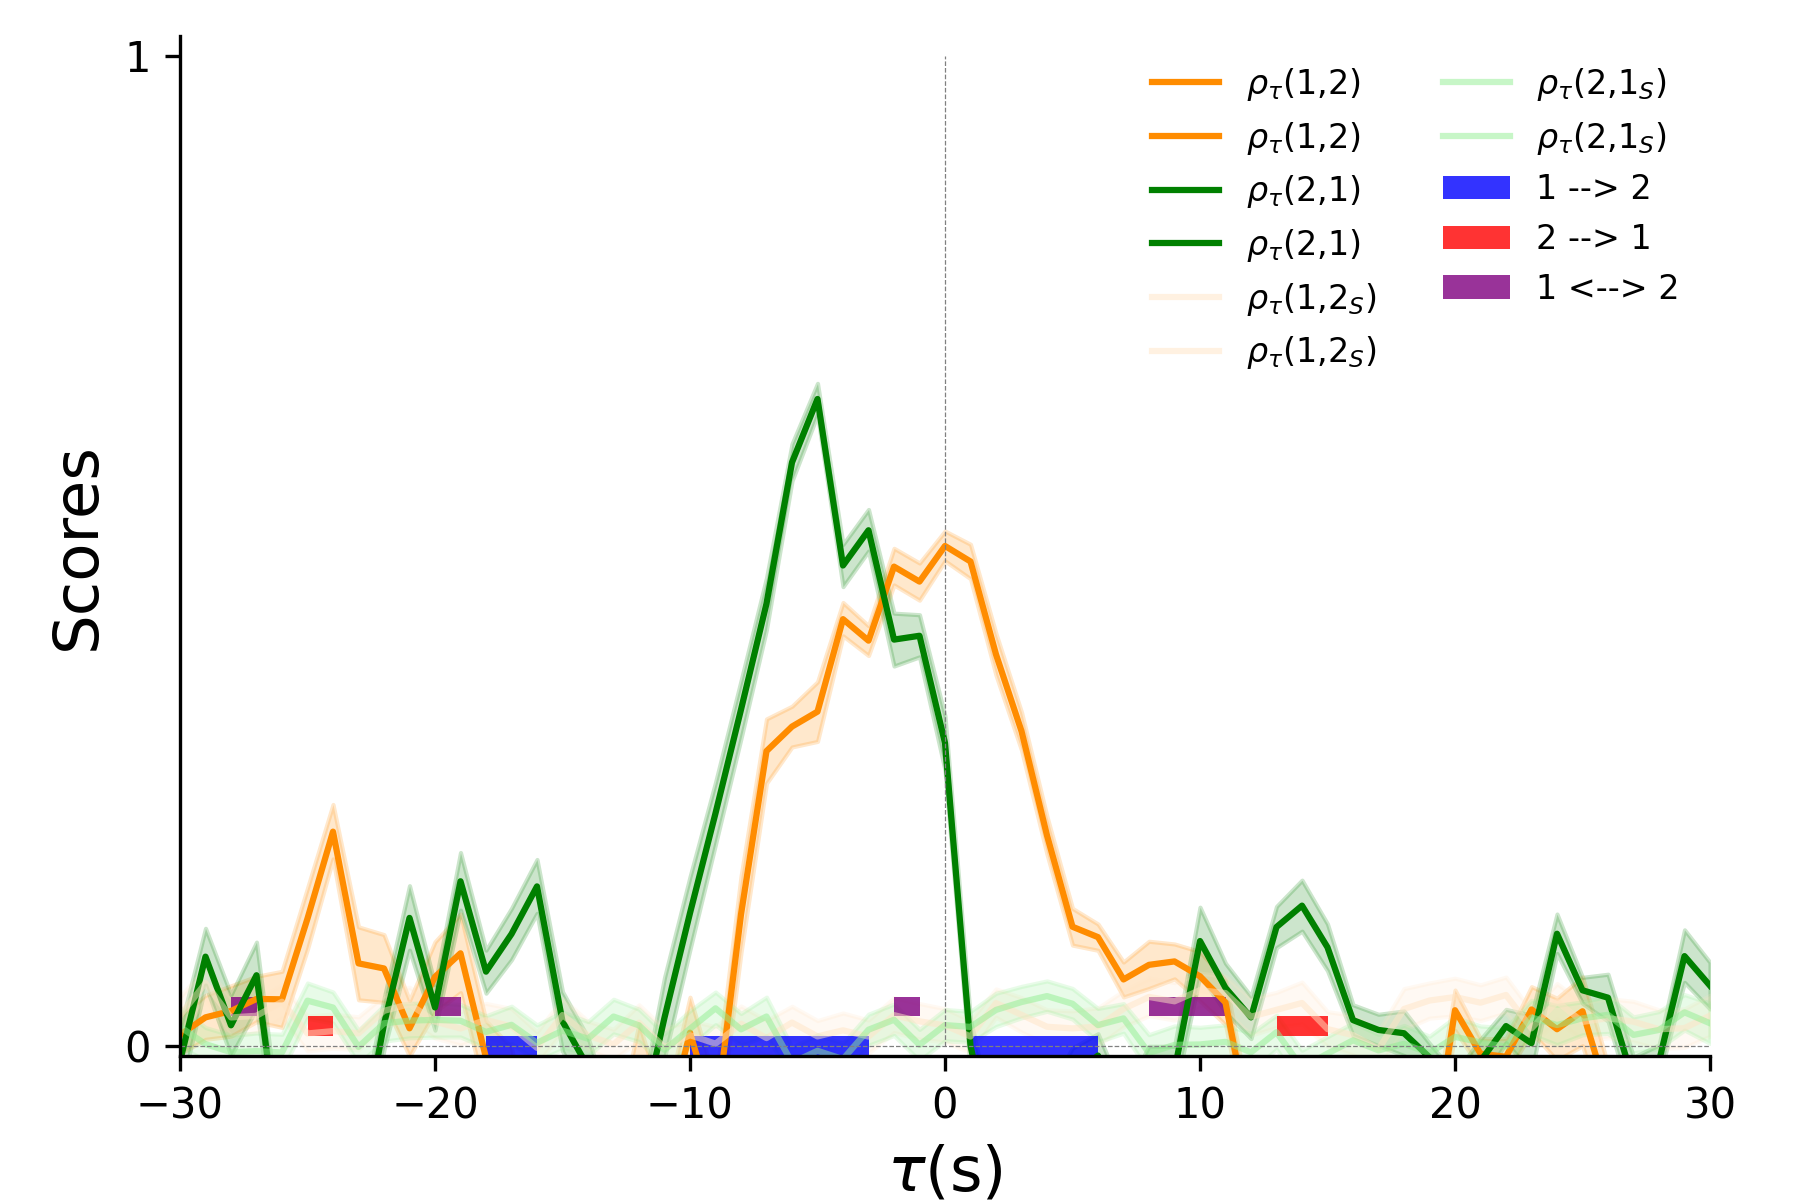 1
ρτ(1,2)
ρτ(1,2)
ρτ(2,1)
ρτ(2,1)
ρτ(1,2S)
ρτ(1,2S)
ρτ(2,1S)
ρτ(2,1S)
1 --> 2
2 --> 1
1 <--> 2
Scores
0
−30 −20 −10 0 10 20 30
τ(s)